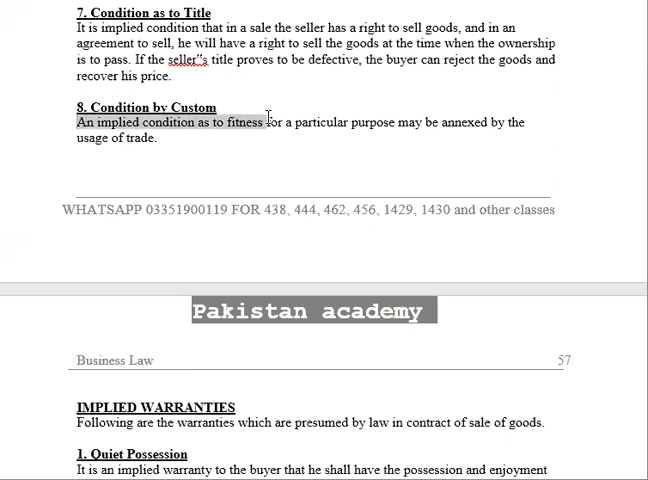 7. Condition as to Title
It is implied condition that in a sale the seller has a right to sell goods, and in an
agreement to sell, he will have a right to sell the goods at the time when the ownership
is to pass. If the seller"s title proves to be defective, the buyer can reject the goods and
recover his price.
8. Condition by Custom
An implied condition as to fitness for a particular purpose may be annexed by the
usage of trade.
WHATSAPP 03351900119 FOR 438, 444, 462, 456, 1429, 1430 and other classes
Pakistan academy
Business Law 57
IMPLIED WARRANTIES
Following are the warranties which are presumed by law in contract of sale of goods.
1. Quiet Possession
It is an implied warranty to the buyer that he shall have the possession and enjoyment